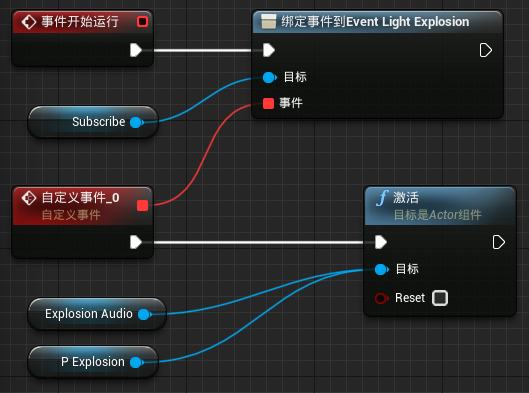 事件开始运行
绑定事件到Event Light Explosion
目标
事件
Subscribe
自定义事件_0
自定义事件
f 激活
目标是Actor组件
目标
Explosion Audio
Reset
P Explosion